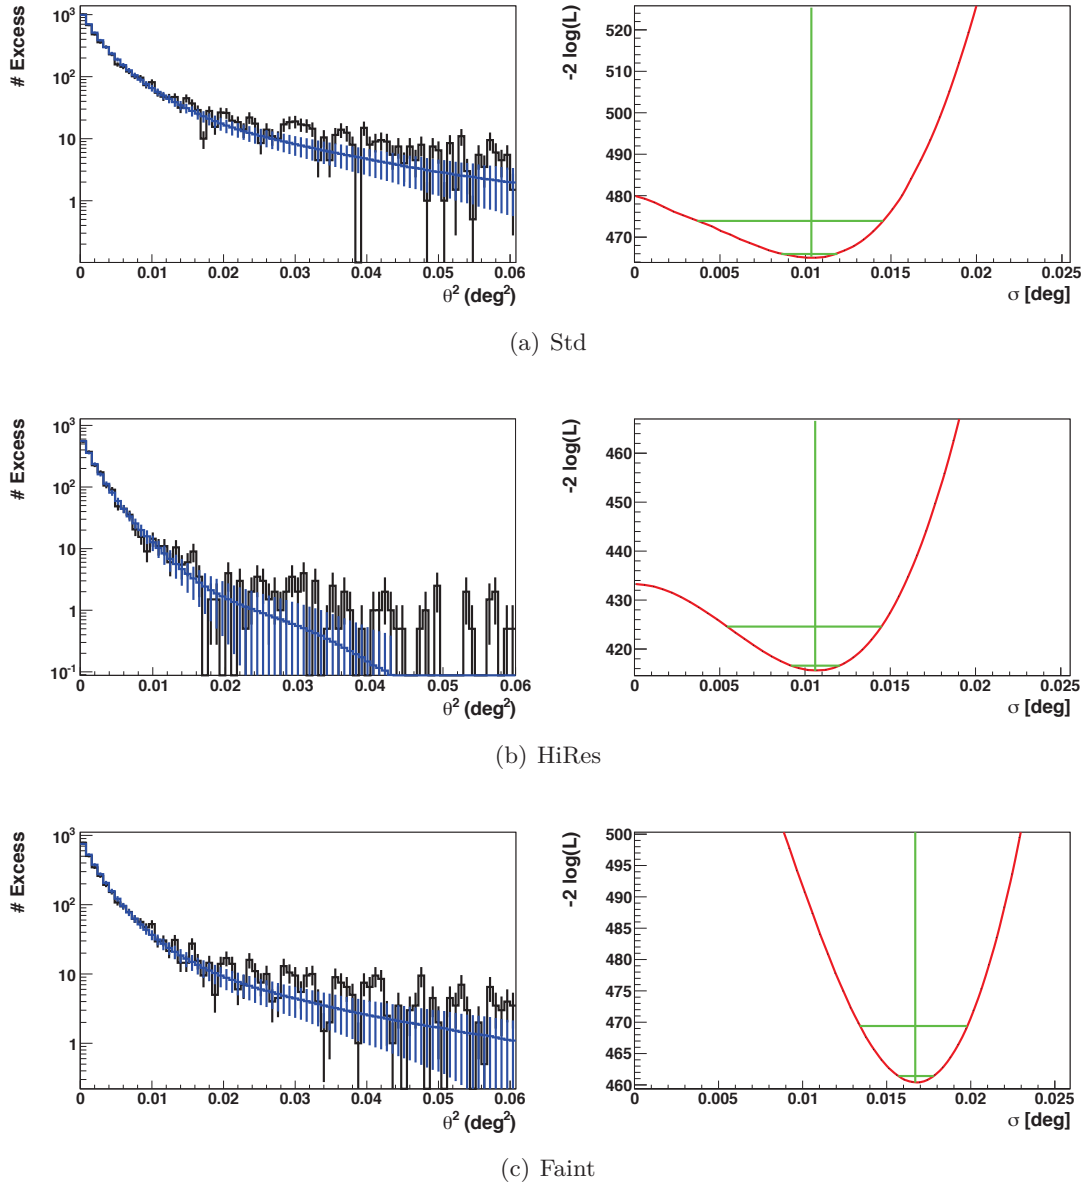 # Excess
10³
10²
10
1
0 0.01 0.02 0.03 0.04 0.05 0.06
θ² (deg²)
-2 log(L)
520
510
500
490
480
470
0 0.005 0.01 0.015 0.02 0.025
σ [deg]
(a) Std
# Excess
10³
10²
10
1
10⁻¹
0 0.01 0.02 0.03 0.04 0.05 0.06
θ² (deg²)
-2 log(L)
460
450
440
430
420
0 0.005 0.01 0.015 0.02 0.025
σ [deg]
(b) HiRes
# Excess
10³
10²
10
1
0 0.01 0.02 0.03 0.04 0.05 0.06
θ² (deg²)
-2 log(L)
500
495
490
485
480
475
470
465
460
0 0.005 0.01 0.015 0.02 0.025
σ [deg]
(c) Faint